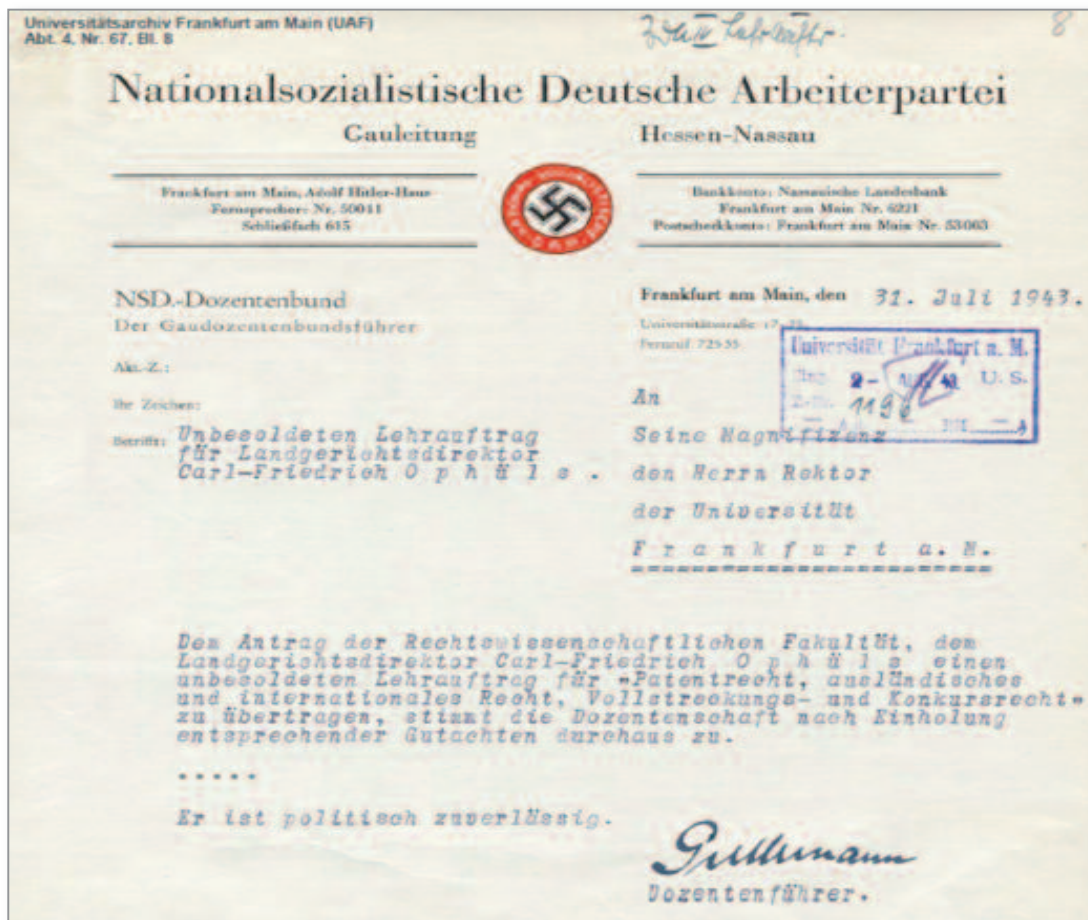 Universitätsarchiv Frankfurt am Main (UAF)
Abt. 4, Nr. 67, Bl. 8
8
Nationalsozialistische Deutsche Arbeiterpartei
Gauleitung Hessen-Nassau
Frankfurt am Main, Adolf Hitler-Haus
Fernsprecher: Nr. 50011
Schließfach 615
Bankkonto: Nassauische Landesbank
Frankfurt am Main Nr. 6221
Postscheckkonto: Frankfurt am Main Nr. 53063
NSD.-Dozentenbund
Der Gaudozentenbundsführer
Akt.-Z.:
Ihr Zeichen:
Betrifft: Unbesoldeten Lehrauftrag
für Landgerichtsdirektor
Carl-Friedrich O p h ü l s .
Frankfurt am Main, den 31. Juli 1943.
Fernruf
Universität Frankfurt a. M.
2- AUG. 43 U. S.
1196
An
Seine Magnifizenz
den Herrn Rektor
der Universität
F r a n k f u r t a. M.
Dem Antrag der Rechtswissenschaftlichen Fakultät, dem
Landgerichtsdirektor Carl-Friedrich O p h ü l s einen
unbesoldeten Lehrauftrag für "Patentrecht, ausländisches
und internationales Recht, Vollstreckungs- und Konkursrecht"
zu übertragen, stimmt die Dozentenschaft nach Einholung
entsprechender Gutachten durchaus zu.
.....
Er ist politisch zuverlässig.
Dozentenführer.